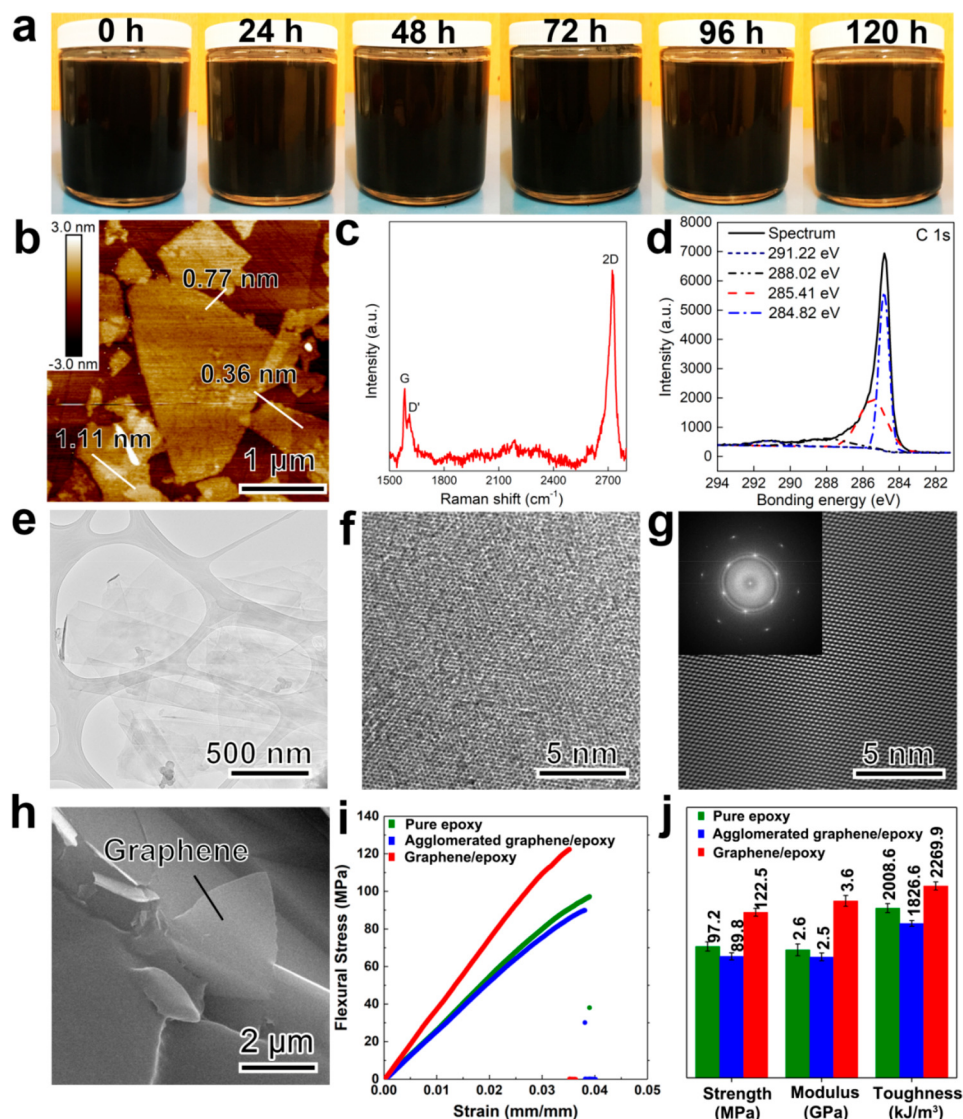 a
0 h 24 h 48 h 72 h 96 h 120 h
b
3.0 nm
-3.0 nm
0.77 nm
0.36 nm
1.11 nm
1 μm
c
Intensity (a.u.)
G
D'
2D
1500 1800 2100 2400 2700
Raman shift (cm⁻¹)
d
C 1s
Spectrum
291.22 eV
288.02 eV
285.41 eV
284.82 eV
Intensity (a.u.)
8000
7000
6000
5000
4000
3000
2000
1000
0
294 292 290 288 286 284 282
Bonding energy (eV)
e
500 nm
f
5 nm
g
5 nm
h
Graphene
2 μm
i
Pure epoxy
Agglomerated graphene/epoxy
Graphene/epoxy
Flexural Stress (MPa)
140
120
100
80
60
40
20
0
0.00 0.01 0.02 0.03 0.04 0.05
Strain (mm/mm)
j
Pure epoxy
Agglomerated graphene/epoxy
Graphene/epoxy
97.2
89.8
122.5
2.6
2.5
3.6
2008.6
1826.6
2269.9
Strength Modulus Toughness
(MPa) (GPa) (kJ/m³)